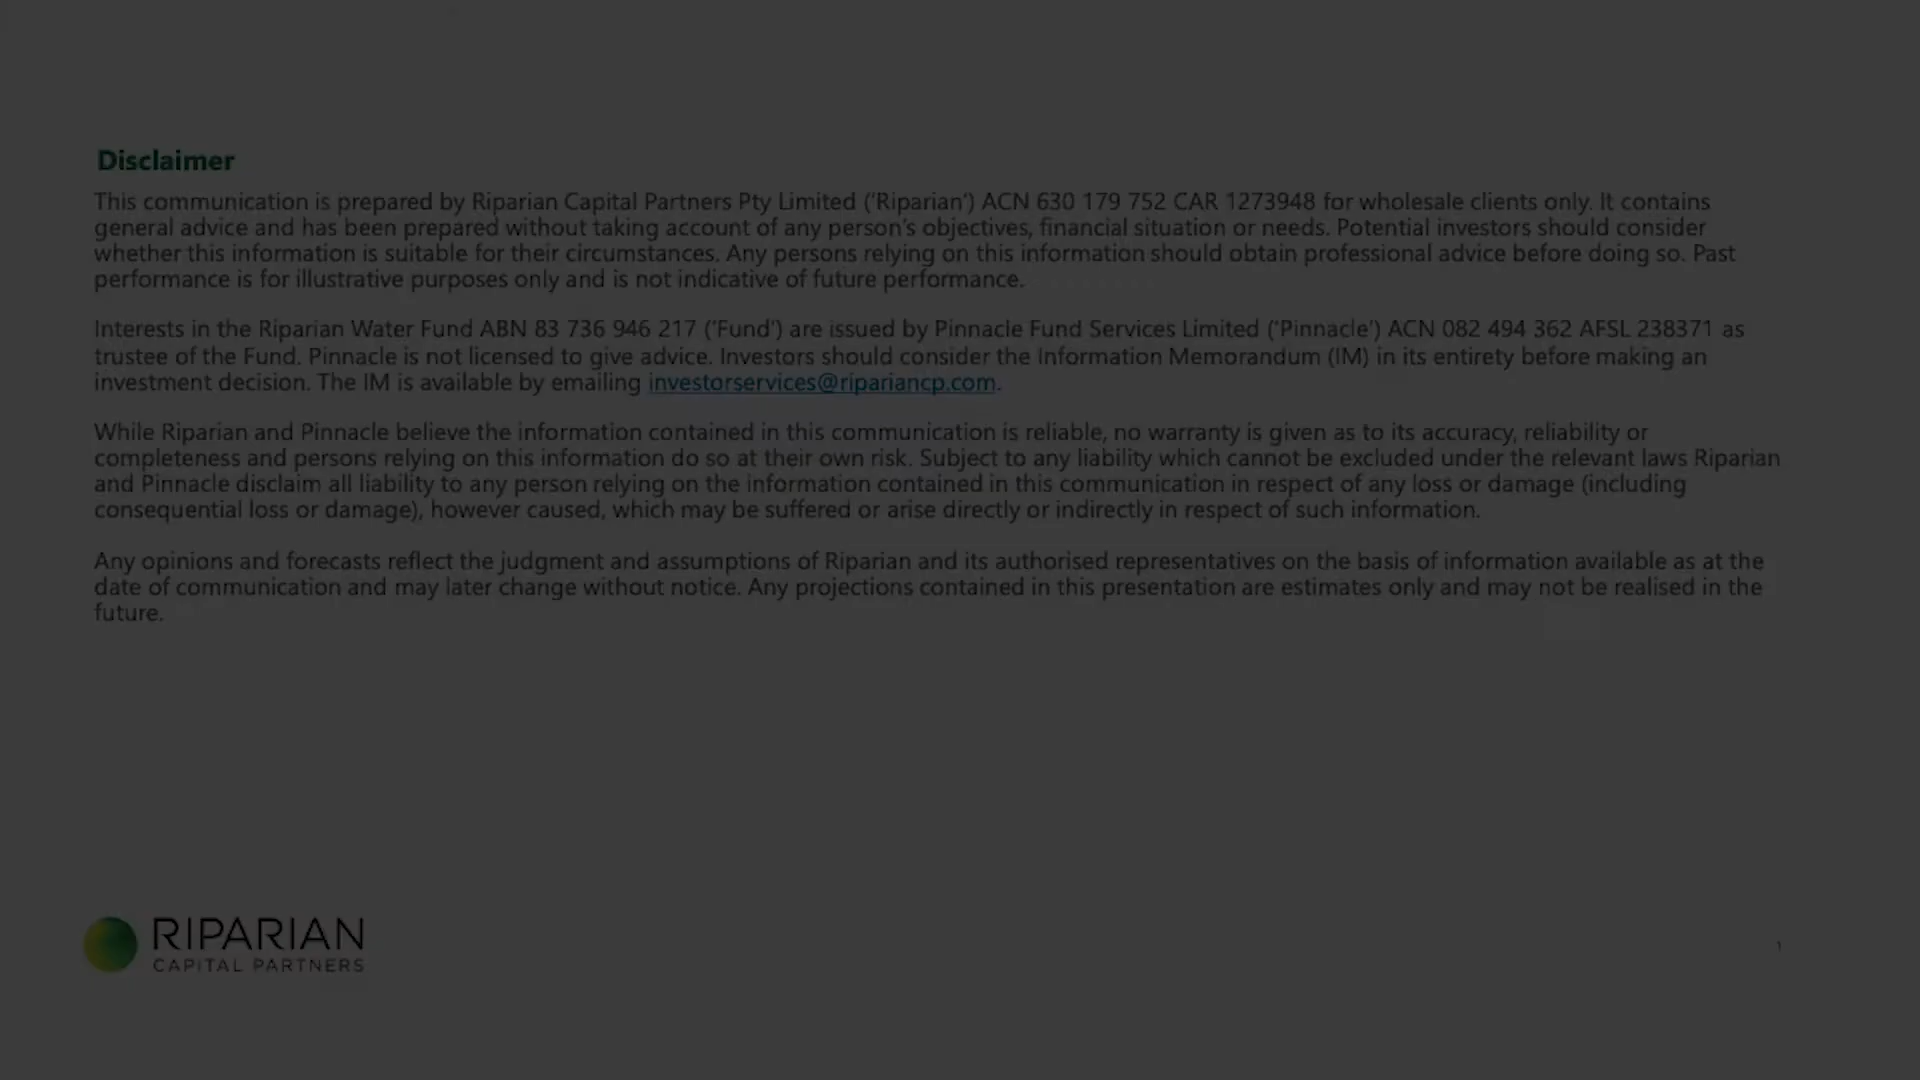 Disclaimer
This communication is prepared by Riparian Capital Partners Pty Limited (‘Riparian’) ACN 630 179 752 CAR 1273948 for wholesale clients only. It contains
general advice and has been prepared without taking account of any person’s objectives, financial situation or needs. Potential investors should consider
whether this information is suitable for their circumstances. Any persons relying on this information should obtain professional advice before doing so. Past
performance is for illustrative purposes only and is not indicative of future performance.
Interests in the Riparian Water Fund ABN 83 736 946 217 (‘Fund’) are issued by Pinnacle Fund Services Limited (‘Pinnacle’) ACN 082 494 362 AFSL 238371 as
trustee of the Fund. Pinnacle is not licensed to give advice. Investors should consider the Information Memorandum (IM) in its entirety before making an
investment decision. The IM is available by emailing investorservices@ripariancp.com.
While Riparian and Pinnacle believe the information contained in this communication is reliable, no warranty is given as to its accuracy, reliability or
completeness and persons relying on this information do so at their own risk. Subject to any liability which cannot be excluded under the relevant laws Riparian
and Pinnacle disclaim all liability to any person relying on the information contained in this communication in respect of any loss or damage (including
consequential loss or damage), however caused, which may be suffered or arise directly or indirectly in respect of such information.
Any opinions and forecasts reflect the judgment and assumptions of Riparian and its authorised representatives on the basis of information available as at the
date of communication and may later change without notice. Any projections contained in this presentation are estimates only and may not be realised in the
future.
RIPARIAN
CAPITAL PARTNERS
1